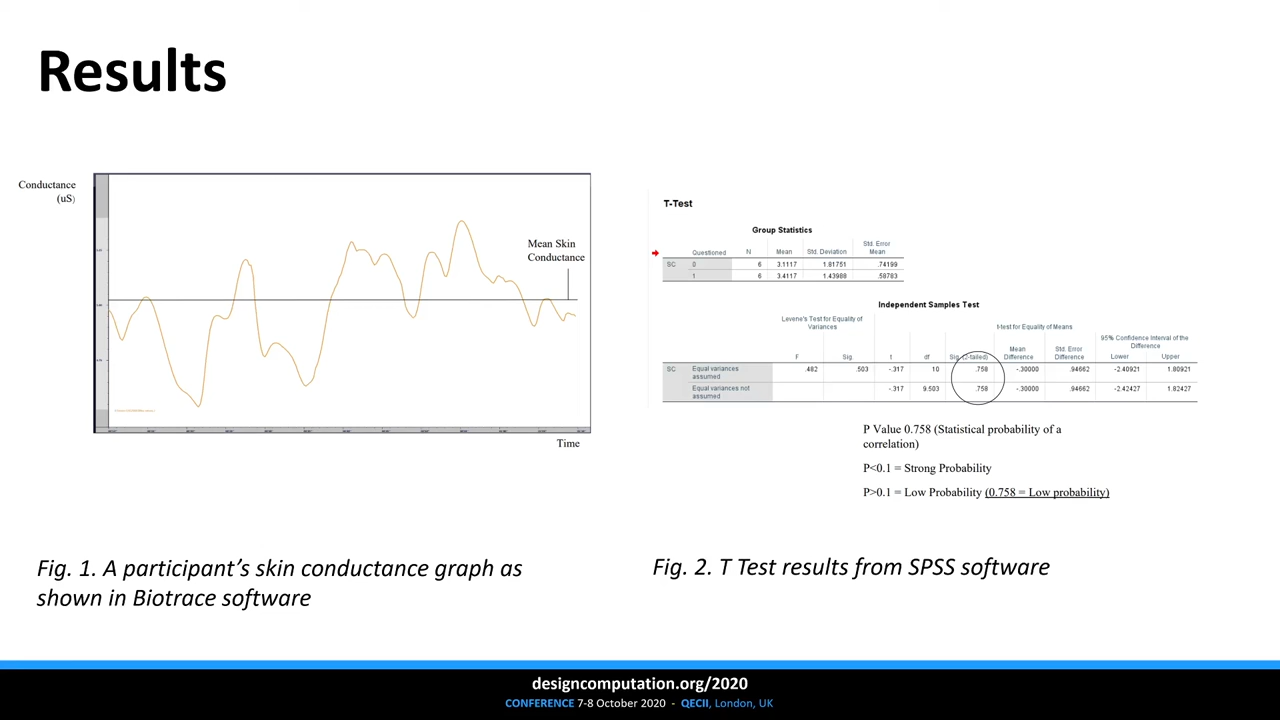 Results
Conductance
(uS)
Mean Skin
Conductance
Time
T-Test
Group Statistics
Questioned N Mean Std. Deviation Std. Error Mean
SC 0 6 3.1117 1.81751 .74199
1 6 3.4117 1.43988 .58783
Independent Samples Test
Levene's Test for Equality of Variances
t-test for Equality of Means
95% Confidence Interval of the Difference
F Sig. t df Sig. (2-tailed) Mean Difference Std. Error Difference Lower Upper
SC Equal variances assumed .482 .503 -.317 10 .758 -.30000 .94662 -2.40921 1.80921
Equal variances not assumed -.317 9.503 .758 -.30000 .94662 -2.42427 1.82427
P Value 0.758 (Statistical probability of a
correlation)
P<0.1 = Strong Probability
P>0.1 = Low Probability (0.758 = Low probability)
Fig. 1. A participant's skin conductance graph as
shown in Biotrace software
Fig. 2. T Test results from SPSS software
designcomputation.org/2020
CONFERENCE 7-8 October 2020 - QECII, London, UK